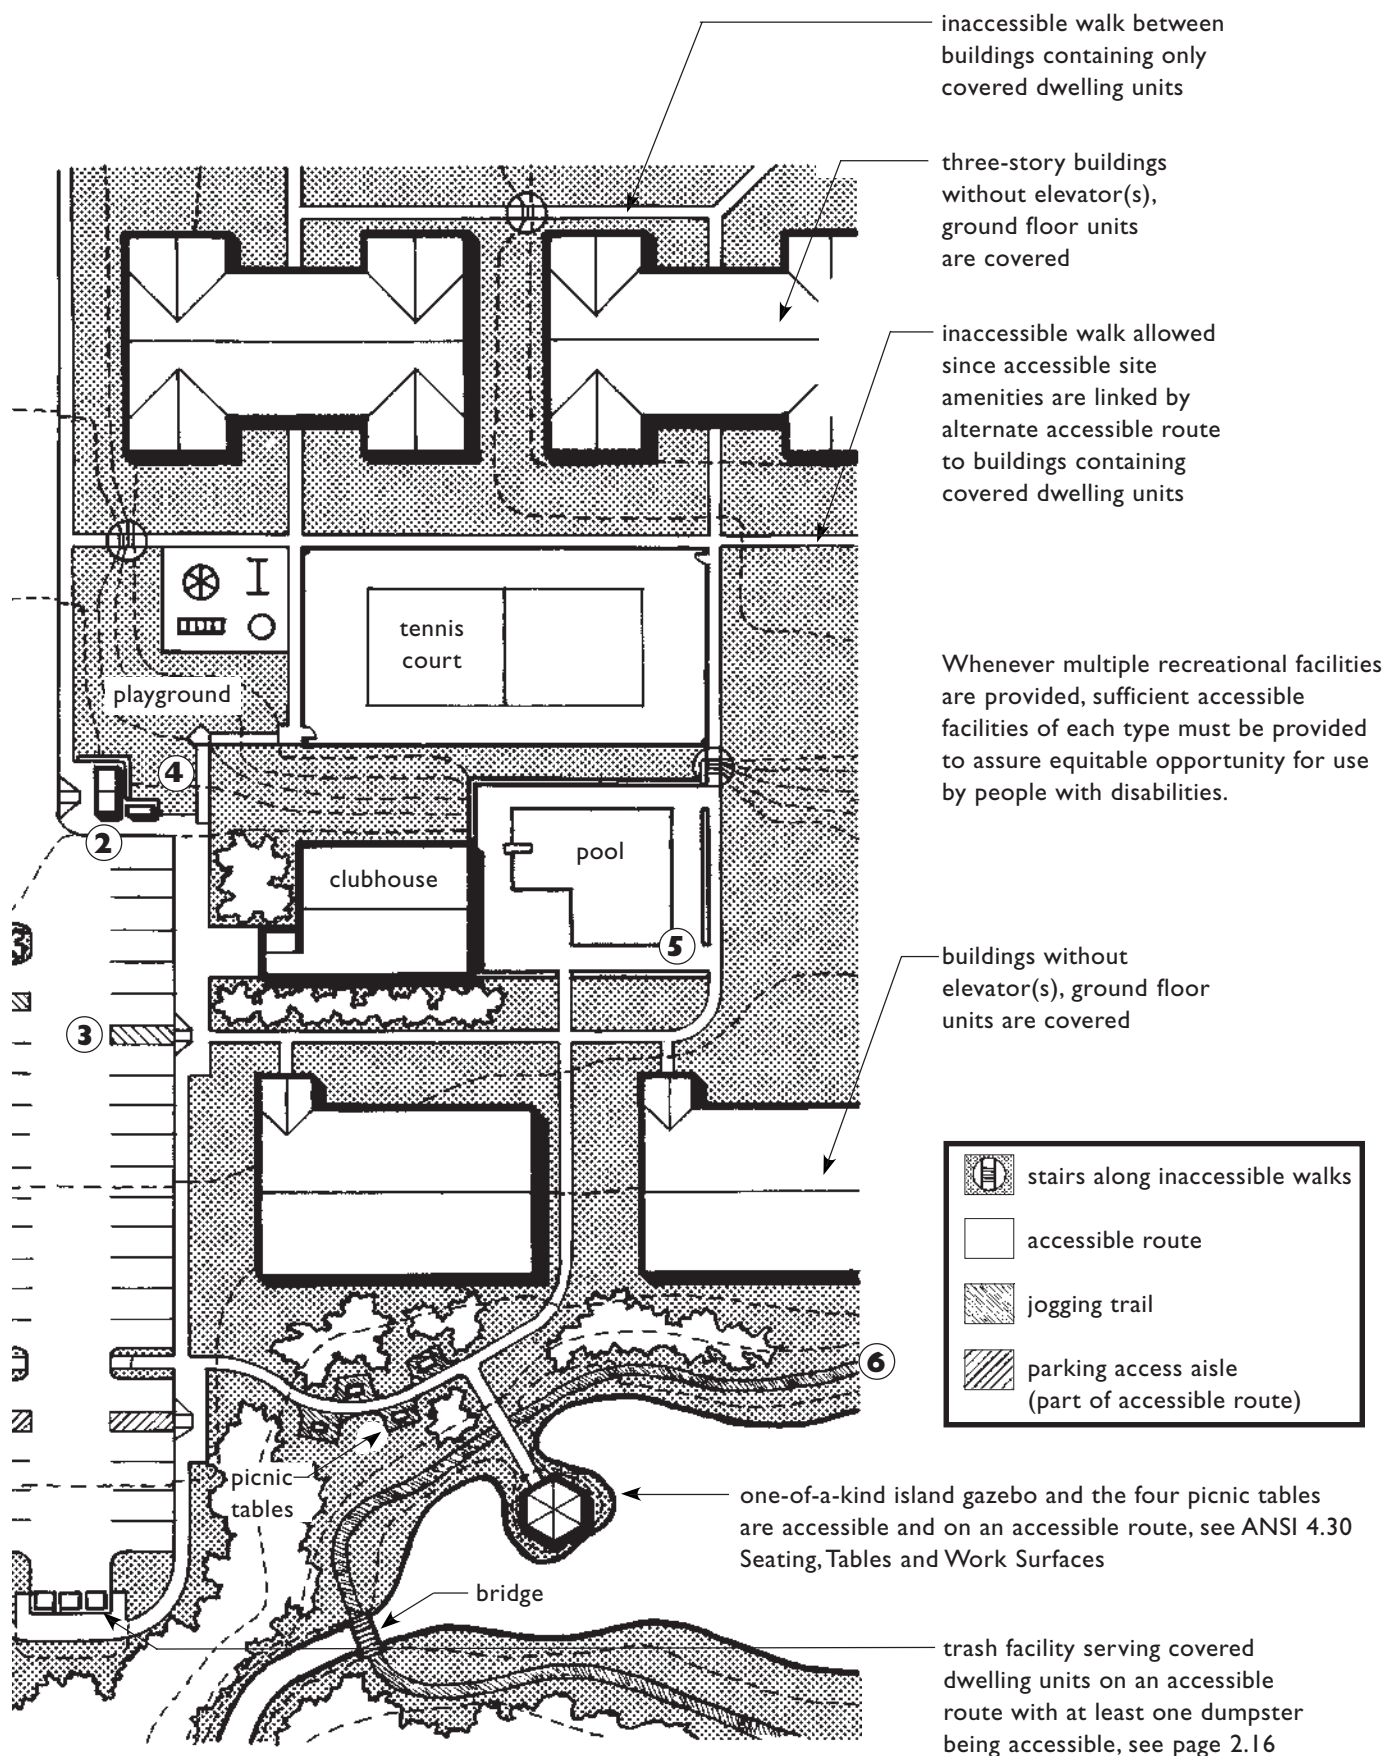 inaccessible walk between
buildings containing only
covered dwelling units
three-story buildings
without elevator(s),
ground floor units
are covered
inaccessible walk allowed
since accessible site
amenities are linked by
alternate accessible route
to buildings containing
covered dwelling units
tennis
court
Whenever multiple recreational facilities
are provided, sufficient accessible
facilities of each type must be provided
to assure equitable opportunity for use
by people with disabilities.
playground
4
2
pool
clubhouse
5
buildings without
elevator(s), ground floor
units are covered
3
stairs along inaccessible walks
accessible route
jogging trail
parking access aisle
(part of accessible route)
6
picnic
tables
one-of-a-kind island gazebo and the four picnic tables
are accessible and on an accessible route, see ANSI 4.30
Seating, Tables and Work Surfaces
bridge
trash facility serving covered
dwelling units on an accessible
route with at least one dumpster
being accessible, see page 2.16